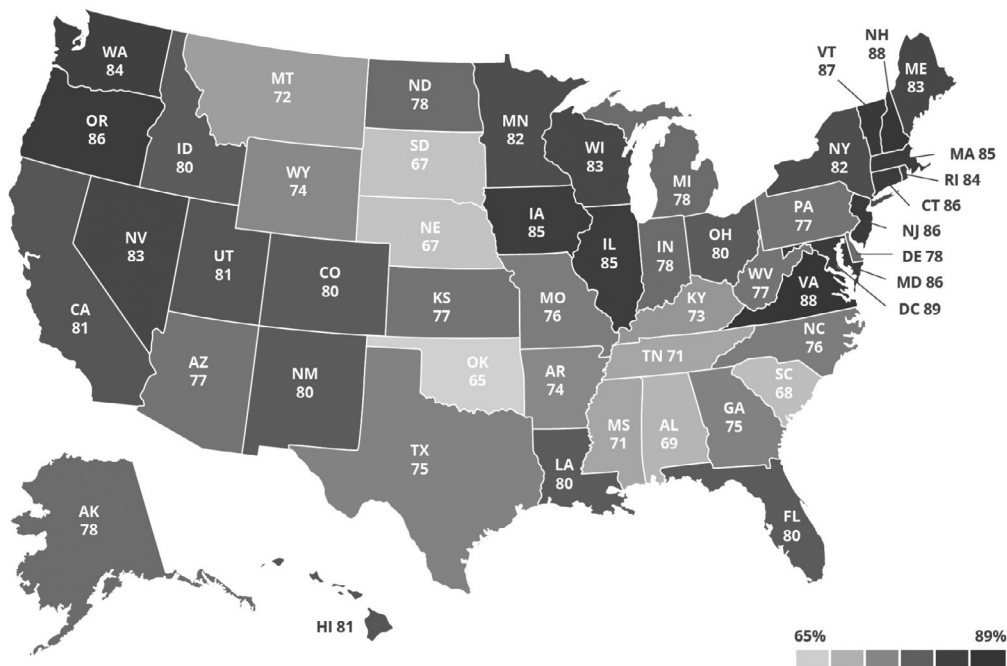 WA
84
OR
86
CA
81
ID
80
NV
83
MT
72
WY
74
UT
81
AZ
77
CO
80
NM
80
ND
78
SD
67
NE
67
KS
77
OK
65
TX
75
MN
82
IA
85
MO
76
AR
74
LA
80
WI
83
IL
85
MS
71
MI
78
IN
78
KY
73
TN 71
AL
69
OH
80
WV
77
GA
75
FL
80
SC
68
NC
76
VA
88
PA
77
NY
82
VT
87
NH
88
ME
83
MA 85
RI 84
CT 86
NJ 86
DE 78
MD 86
DC 89
AK
78
HI 81
65% 89%